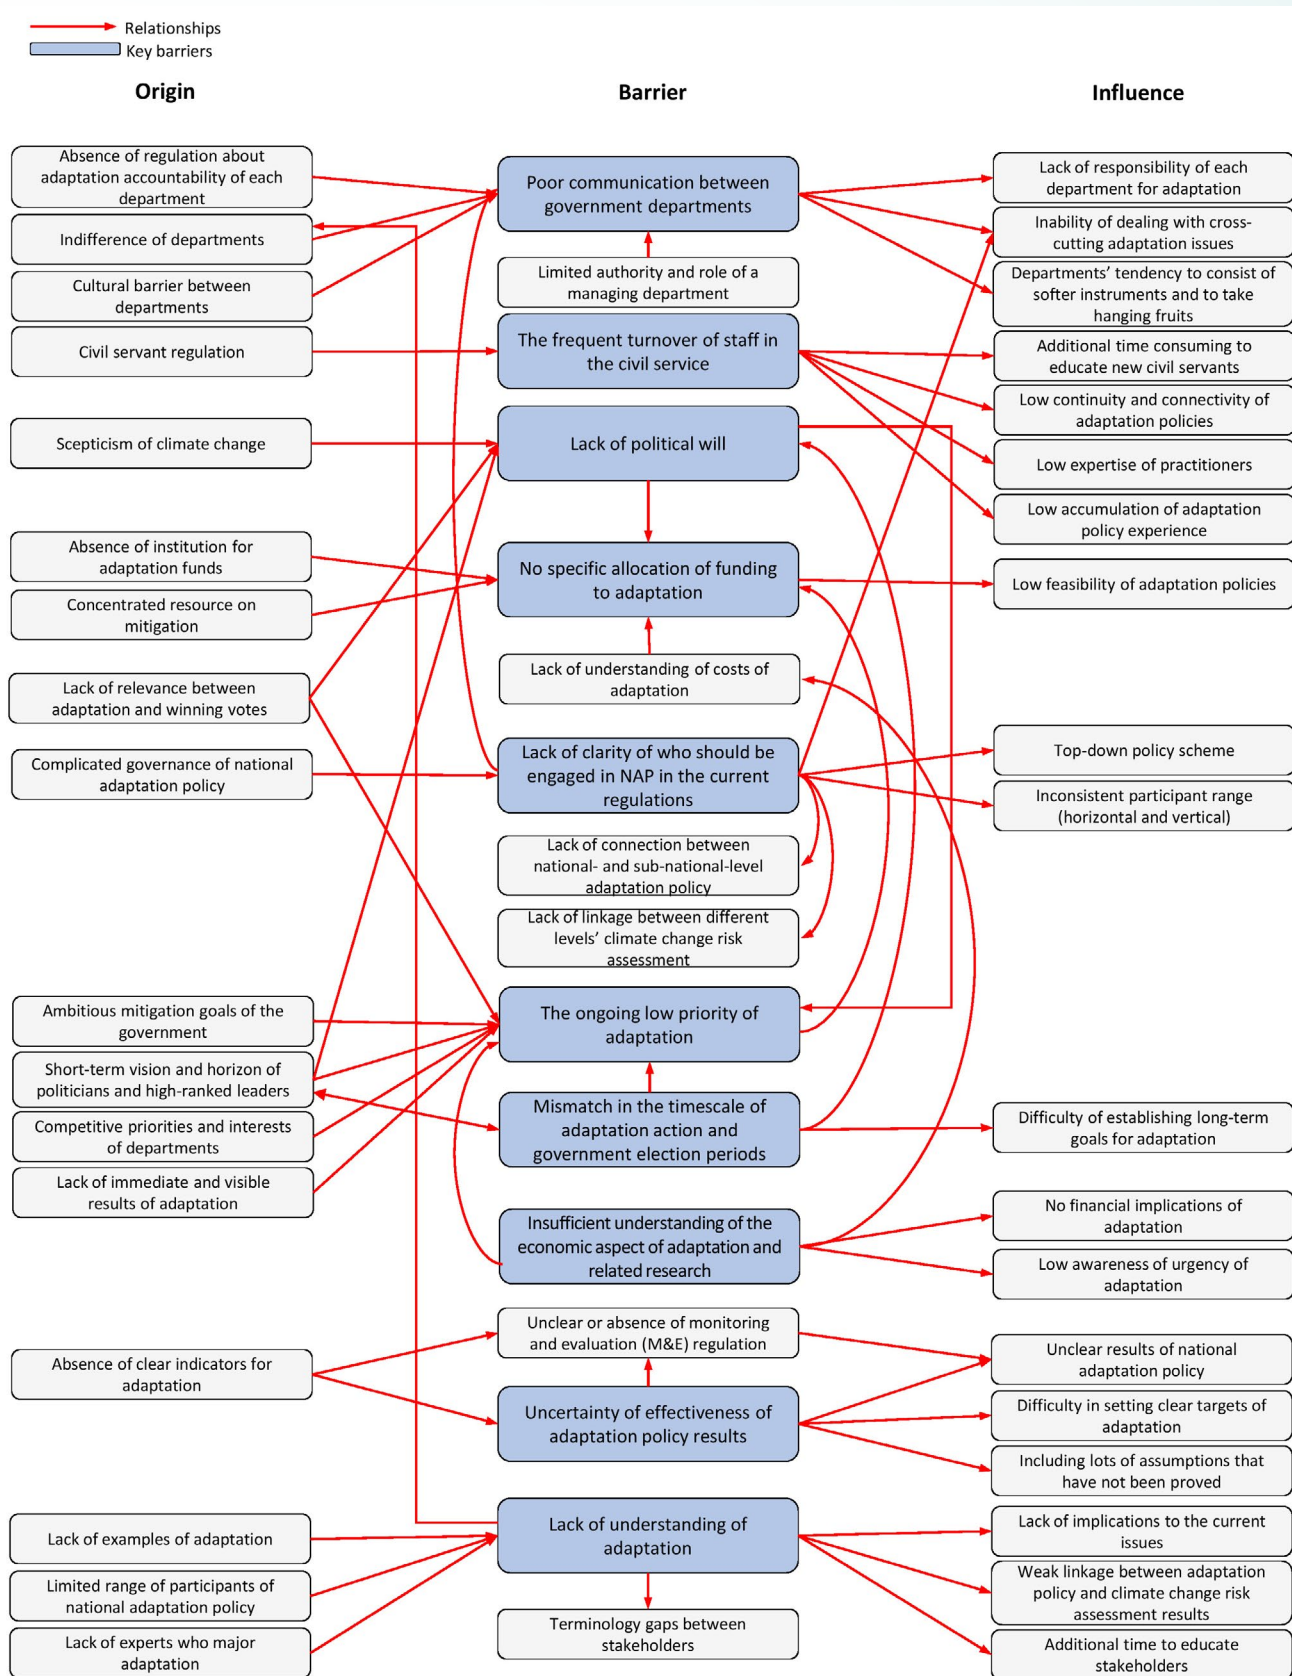 Relationships
Key barriers
Origin
Barrier
Influence
Absence of regulation about
adaptation accountability of each
department
Indifference of departments
Cultural barrier between
departments
Civil servant regulation
Scepticism of climate change
Absence of institution for
adaptation funds
Concentrated resource on
mitigation
Lack of relevance between
adaptation and winning votes
Complicated governance of national
adaptation policy
Ambitious mitigation goals of the
government
Short-term vision and horizon of
politicians and high-ranked leaders
Competitive priorities and interests
of departments
Lack of immediate and visible
results of adaptation
Absence of clear indicators for
adaptation
Lack of examples of adaptation
Limited range of participants of
national adaptation policy
Lack of experts who major
adaptation
Poor communication between
government departments
Limited authority and role of a
managing department
The frequent turnover of staff in
the civil service
Lack of political will
No specific allocation of funding
to adaptation
Lack of understanding of costs of
adaptation
Lack of clarity of who should be
engaged in NAP in the current
regulations
Lack of connection between
national- and sub-national-level
adaptation policy
Lack of linkage between different
levels' climate change risk
assessment
The ongoing low priority of
adaptation
Mismatch in the timescale of
adaptation action and
government election periods
Insufficient understanding of the
economic aspect of adaptation and
related research
Unclear or absence of monitoring
and evaluation (M&E) regulation
Uncertainty of effectiveness of
adaptation policy results
Lack of understanding of
adaptation
Terminology gaps between
stakeholders
Lack of responsibility of each
department for adaptation
Inability of dealing with cross-
cutting adaptation issues
Departments' tendency to consist of
softer instruments and to take
hanging fruits
Additional time consuming to
educate new civil servants
Low continuity and connectivity of
adaptation policies
Low expertise of practitioners
Low accumulation of adaptation
policy experience
Low feasibility of adaptation policies
Top-down policy scheme
Inconsistent participant range
(horizontal and vertical)
Difficulty of establishing long-term
goals for adaptation
No financial implications of
adaptation
Low awareness of urgency of
adaptation
Unclear results of national
adaptation policy
Difficulty in setting clear targets of
adaptation
Including lots of assumptions that
have not been proved
Lack of implications to the current
issues
Weak linkage between adaptation
policy and climate change risk
assessment results
Additional time to educate
stakeholders